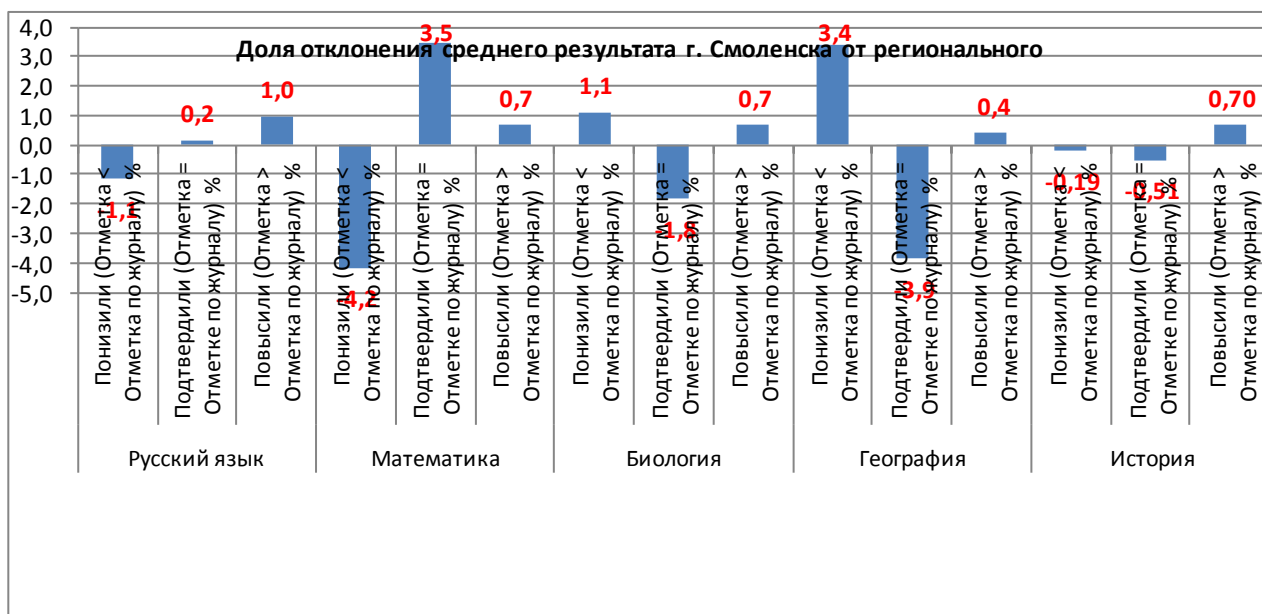 Доля отклонения среднего результата г. Смоленска от регионального
4,0
3,0
2,0
1,0
0,0
-1,0
-2,0
-3,0
-4,0
-5,0
-1,1
0,2
1,0
-4,2
3,5
0,7
1,1
-1,8
0,7
3,4
-3,9
0,4
-0,19
-0,51
0,70
Понизили (Отметка <
Отметка по журналу) %
Подтвердили (Отметка =
Отметке по журналу) %
Повысили (Отметка >
Отметка по журналу) %
Понизили (Отметка <
Отметка по журналу) %
Подтвердили (Отметка =
Отметке по журналу) %
Повысили (Отметка >
Отметка по журналу) %
Понизили (Отметка <
Отметка по журналу) %
Подтвердили (Отметка =
Отметке по журналу) %
Повысили (Отметка >
Отметка по журналу) %
Понизили (Отметка <
Отметка по журналу) %
Подтвердили (Отметка =
Отметке по журналу) %
Повысили (Отметка >
Отметка по журналу) %
Понизили (Отметка <
Отметка по журналу) %
Подтвердили (Отметка =
Отметке по журналу) %
Повысили (Отметка >
Отметка по журналу) %
Русский язык
Математика
Биология
География
История